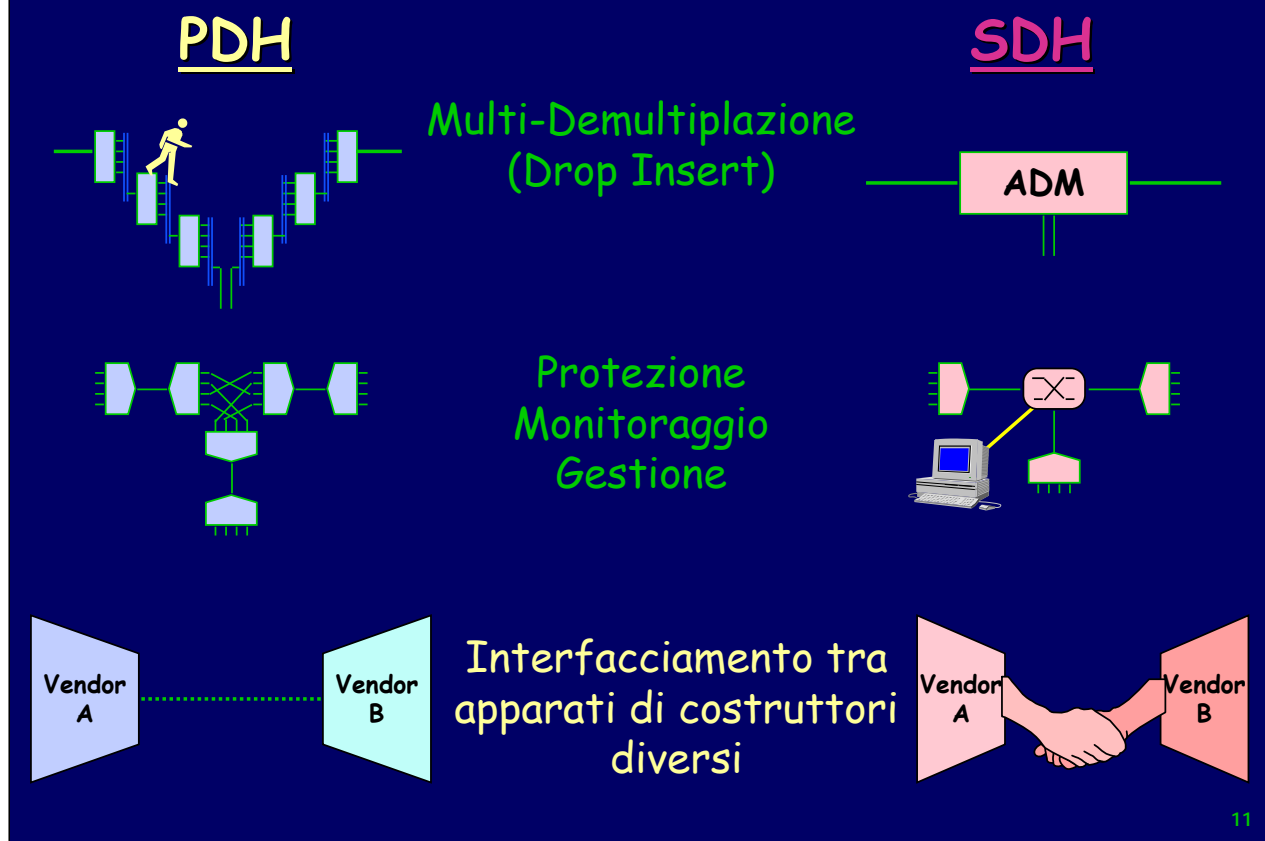 PDH
SDH
Multi-Demultiplazione
(Drop Insert)
ADM
Protezione
Monitoraggio
Gestione
Vendor
A
Vendor
B
Interfacciamento tra
apparati di costruttori
diversi
Vendor
A
Vendor
B
11